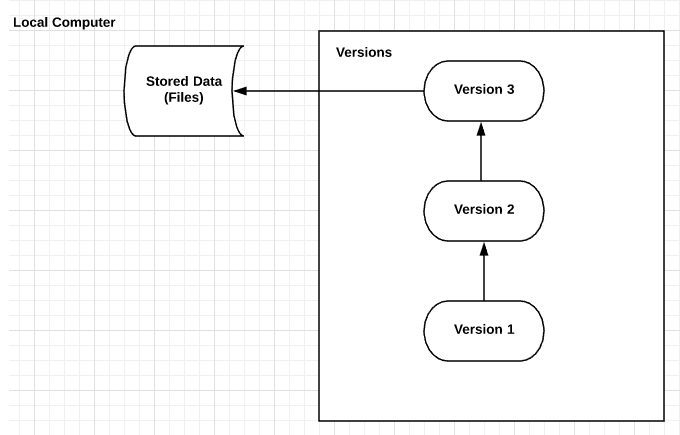 Local Computer
Versions
Stored Data
(Files)
Version 3
Version 2
Version 1